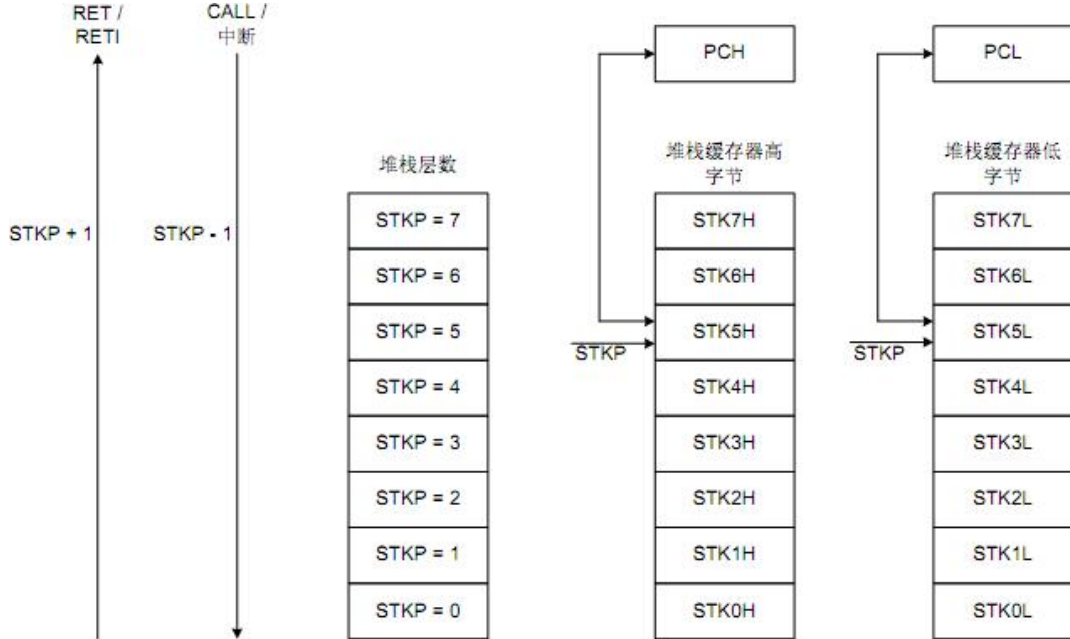 RET /
RETI
CALL /
中断
PCH
PCL
堆栈层数
堆栈缓存器高
字节
堆栈缓存器低
字节
STKP + 1
STKP - 1
STKP = 7
STK7H
STK7L
STKP = 6
STK6H
STK6L
STKP = 5
STK5H
STK5L
STKP
STKP
STKP = 4
STK4H
STK4L
STKP = 3
STK3H
STK3L
STKP = 2
STK2H
STK2L
STKP = 1
STK1H
STK1L
STKP = 0
STK0H
STK0L